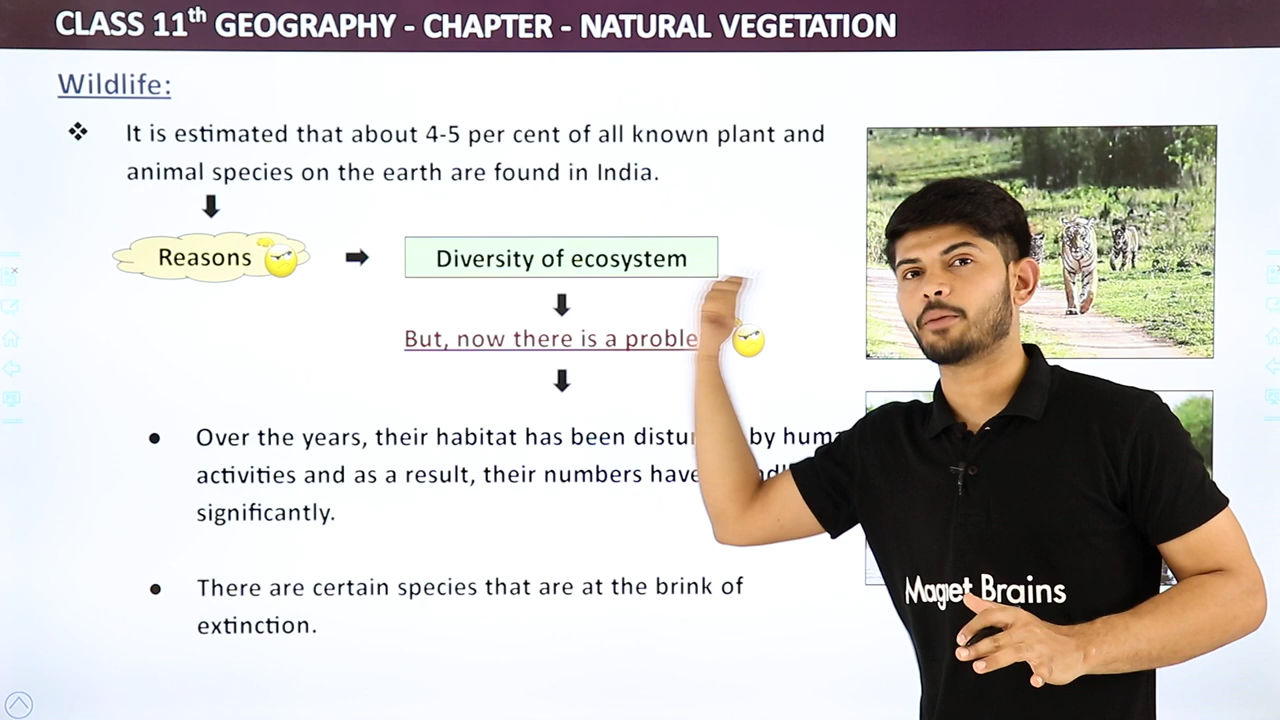 CLASS 11th GEOGRAPHY - CHAPTER - NATURAL VEGETATION
Wildlife:
It is estimated that about 4-5 per cent of all known plant and
animal species on the earth are found in India.
Reasons
Diversity of ecosystem
But, now there is a proble
Over the years, their habitat has been distu by huma
activities and as a result, their numbers have
significantly.
There are certain species that are at the brink of
extinction.
Magnet Brains